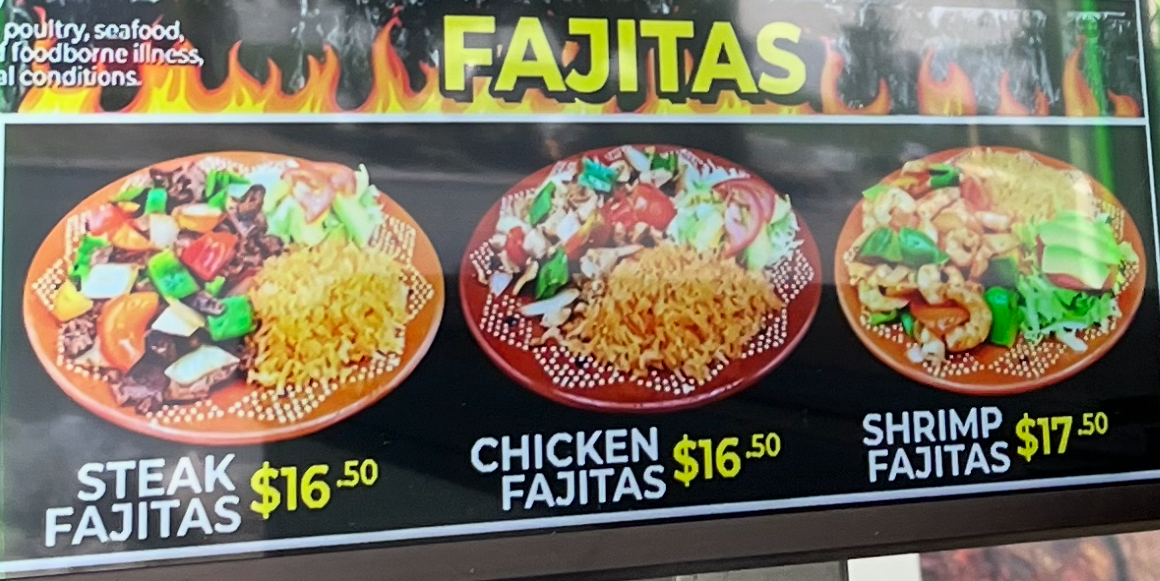 poultry, seafood,
foodborne illness,
al conditions.
FAJITAS
STEAK
FAJITAS
$16.50
CHICKEN
FAJITAS
$16.50
SHRIMP
FAJITAS
$17.50